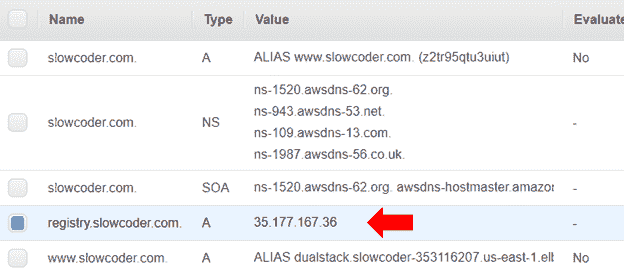 Name Type Value Evaluate
slowcoder.com. A ALIAS www.slowcoder.com. (z2tr95qtu3uiut) No
ns-1520.awsdns-62.org.
ns-943.awsdns-53.net.
slowcoder.com. NS -
ns-109.awsdns-13.com.
ns-1987.awsdns-56.co.uk.
slowcoder.com. SOA ns-1520.awsdns-62.org. awsdns-hostmaster.amazon -
registry.slowcoder.com. A 35.177.167.36 -
www.slowcoder.com. A ALIAS dualstack.slowcoder-353116207.us-east-1.elb No